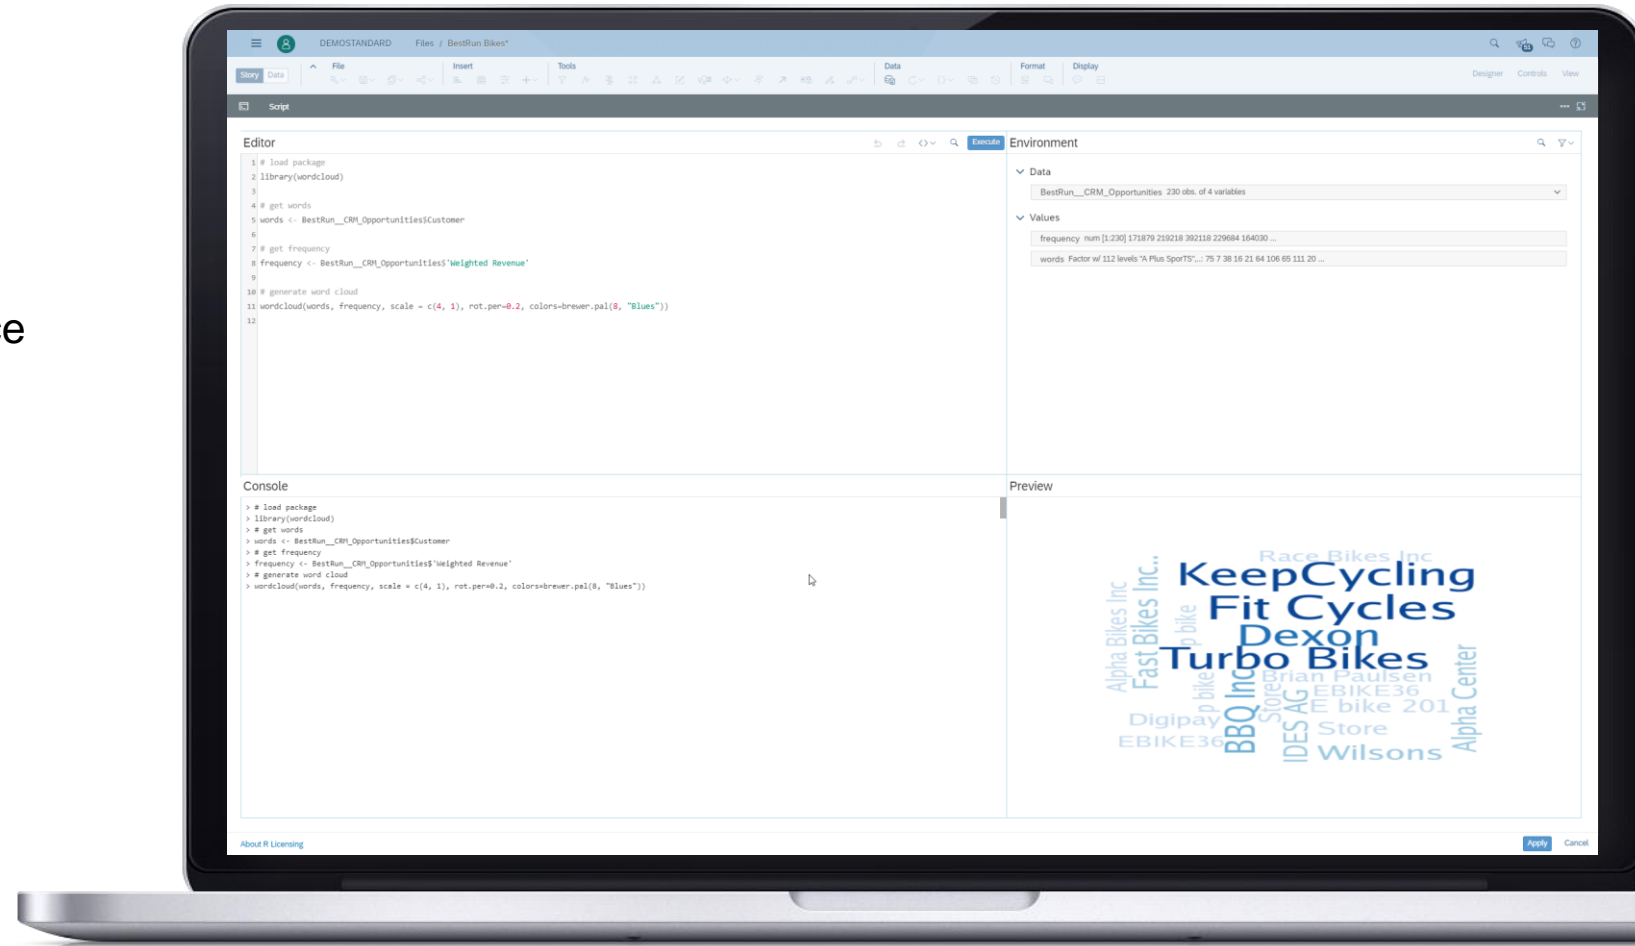 ce
DEMOSTANDARD Files / BestRun Bikes*
51
Story Data File Insert Tools Data Format Display Designer Controls View
Script
Editor Execute
1 # load package
2 library(wordcloud)
3
4 # get words
5 words <- BestRun__CRM_Opportunities$Customer
6
7 # get frequency
8 frequency <- BestRun__CRM_Opportunities$'Weighted Revenue'
9
10 # generate word cloud
11 wordcloud(words, frequency, scale = c(4, 1), rot.per=0.2, colors=brewer.pal(8, "Blues"))
12
Environment
Data
BestRun__CRM_Opportunities 230 obs. of 4 variables
Values
frequency num [1:230] 171879 219218 392118 229684 164030 ...
words Factor w/ 112 levels "A Plus SporTS",..: 75 7 38 16 21 64 106 65 111 20 ...
Console
> # load package
> library(wordcloud)
> # get words
> words <- BestRun__CRM_Opportunities$Customer
> # get frequency
> frequency <- BestRun__CRM_Opportunities$'Weighted Revenue'
> # generate word cloud
> wordcloud(words, frequency, scale = c(4, 1), rot.per=0.2, colors=brewer.pal(8, "Blues"))
Preview
Race Bikes Inc
KeepCycling
Fit Cycles
Dexon
Turbo Bikes
Alpha Bikes Inc
Fast Bikes Inc..
p bike
p bike
BBQ Inc
Store
IDES AG
Brian Paulsen
EBIKE36
E bike 201
Alpha Center
Digipay
Store
EBIKE36
Wilsons
About R Licensing
Apply Cancel